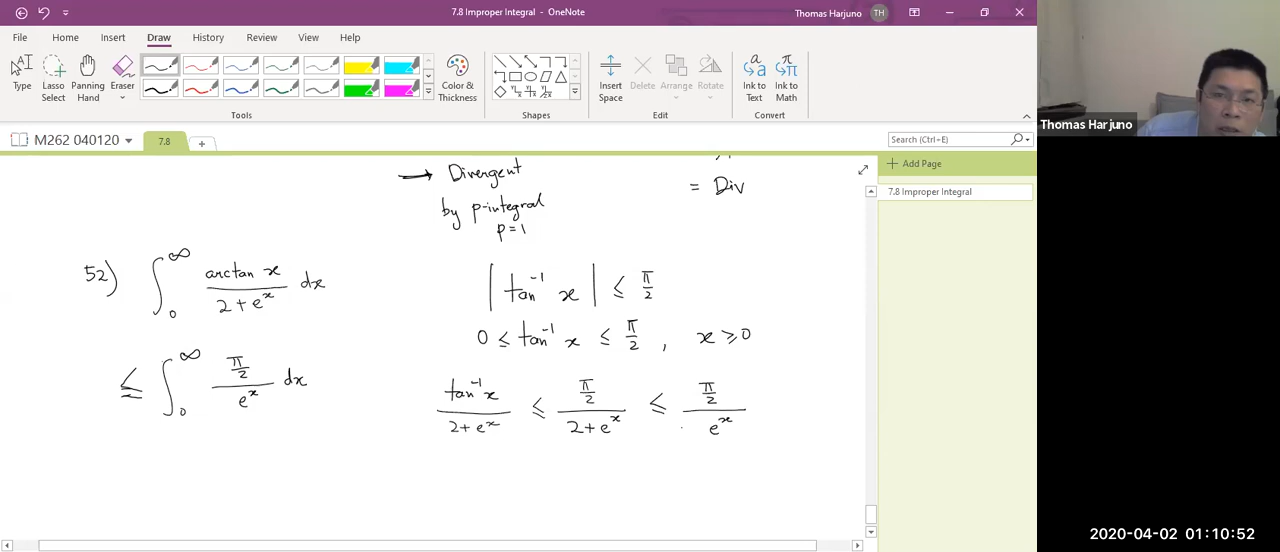 7.8 Improper Integral - OneNote
Thomas Harjuno TH
File Home Insert Draw History Review View Help
Type Lasso Select Panning Hand Eraser
Color & Thickness
Insert Space Delete Arrange Rotate
Ink to Text Ink to Math
Tools Shapes Edit Convert
M262 040120 7.8
Search (Ctrl+E)
Add Page
7.8 Improper Integral
Thomas Harjuno
→ Divergent
by p-integral
p = 1
= Div
52) ∫₀^∞ arctan x / (2 + e^x) dx
| tan⁻¹ x | ≤ π/2
0 ≤ tan⁻¹ x ≤ π/2 , x ≥ 0
≤ ∫₀^∞ (π/2) / e^x dx
tan⁻¹ x / (2 + e^x) ≤ (π/2) / (2 + e^x) ≤ (π/2) / e^x
2020-04-02 01:10:52